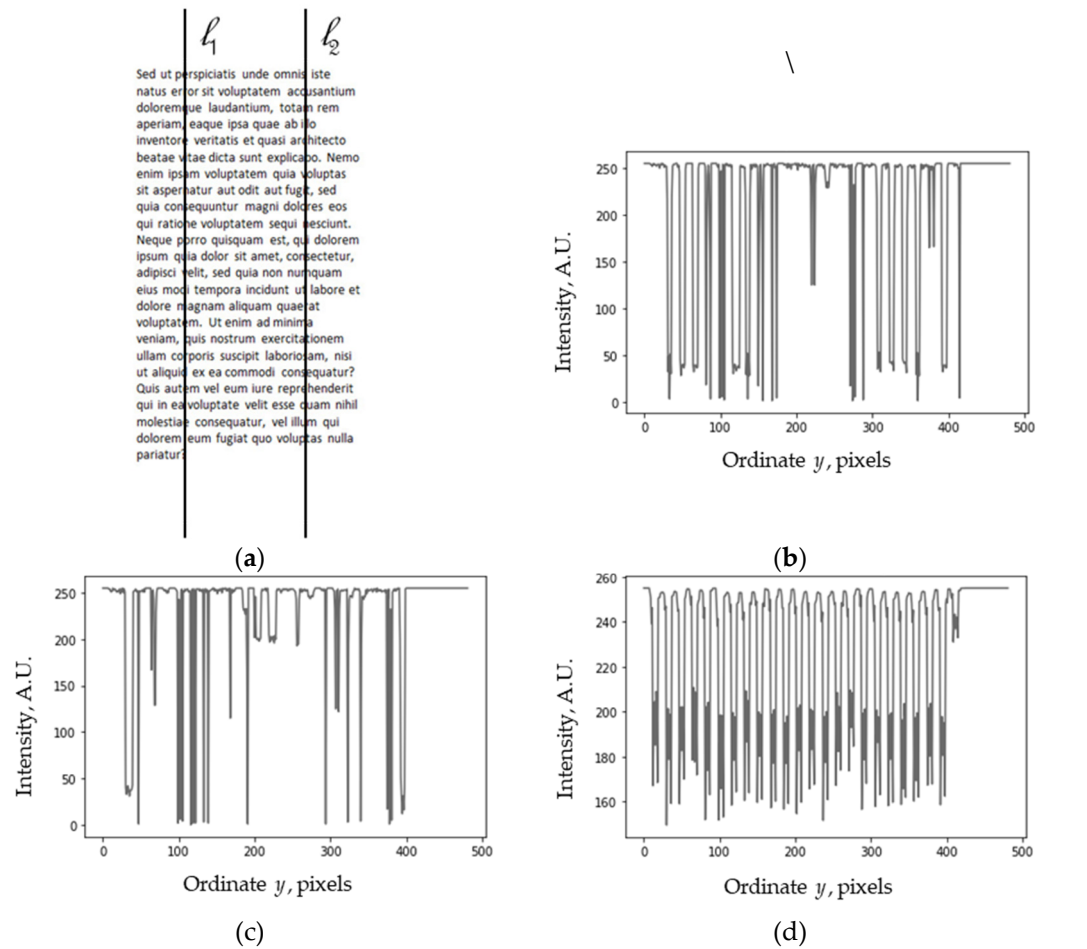 ℓ1 ℓ2
Sed ut perspiciatis unde omnis iste
natus error sit voluptatem accusantium
doloremque laudantium, totam rem
aperiam, eaque ipsa quae ab illo
inventore veritatis et quasi architecto
beatae vitae dicta sunt explicabo. Nemo
enim ipsam voluptatem quia voluptas
sit aspernatur aut odit aut fugit, sed
quia consequuntur magni dolores eos
qui ratione voluptatem sequi nesciunt.
Neque porro quisquam est, qui dolorem
ipsum quia dolor sit amet, consectetur,
adipisci velit, sed quia non numquam
eius modi tempora incidunt ut labore et
dolore magnam aliquam quaerat
voluptatem. Ut enim ad minima
veniam, quis nostrum exercitationem
ullam corporis suscipit laboriosam, nisi
ut aliquid ex ea commodi consequatur?
Quis autem vel eum iure reprehenderit
qui in ea voluptate velit esse quam nihil
molestiae consequatur, vel illum qui
dolorem eum fugiat quo voluptas nulla
pariatur?
(a)
\
250
200
150
100
50
0
Intensity, A.U.
0 100 200 300 400 500
Ordinate y, pixels
(b)
250
200
150
100
50
0
Intensity, A.U.
0 100 200 300 400 500
Ordinate y, pixels
(c)
260
240
220
200
180
160
Intensity, A.U.
0 100 200 300 400 500
Ordinate y, pixels
(d)